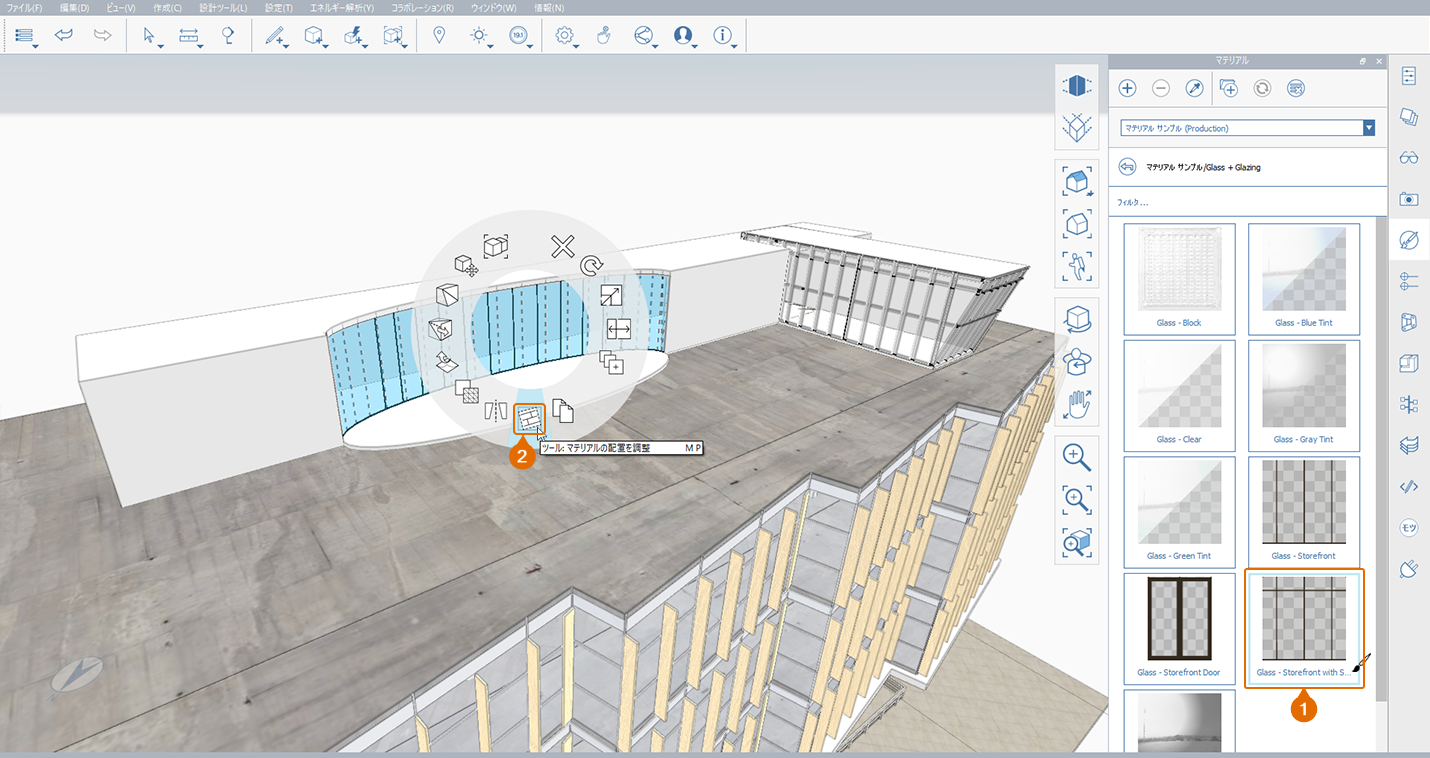 ファイル(F) 編集(D) ビュー(V) 作成(C) 設計ツール(L) 設定(T) エネルギー解析(Y) コラボレーション(R) ウィンドウ(W) 情報(N)
19:1
マテリアル
マテリアル サンプル (Production)
マテリアル サンプル/Glass + Glazing
フィルタ...
Glass - Block
Glass - Blue Tint
Glass - Clear
Glass - Gray Tint
Glass - Green Tint
Glass - Storefront
Glass - Storefront Door
Glass - Storefront with S...
1
2
ツール: マテリアルの配置を調整 M P
モツ